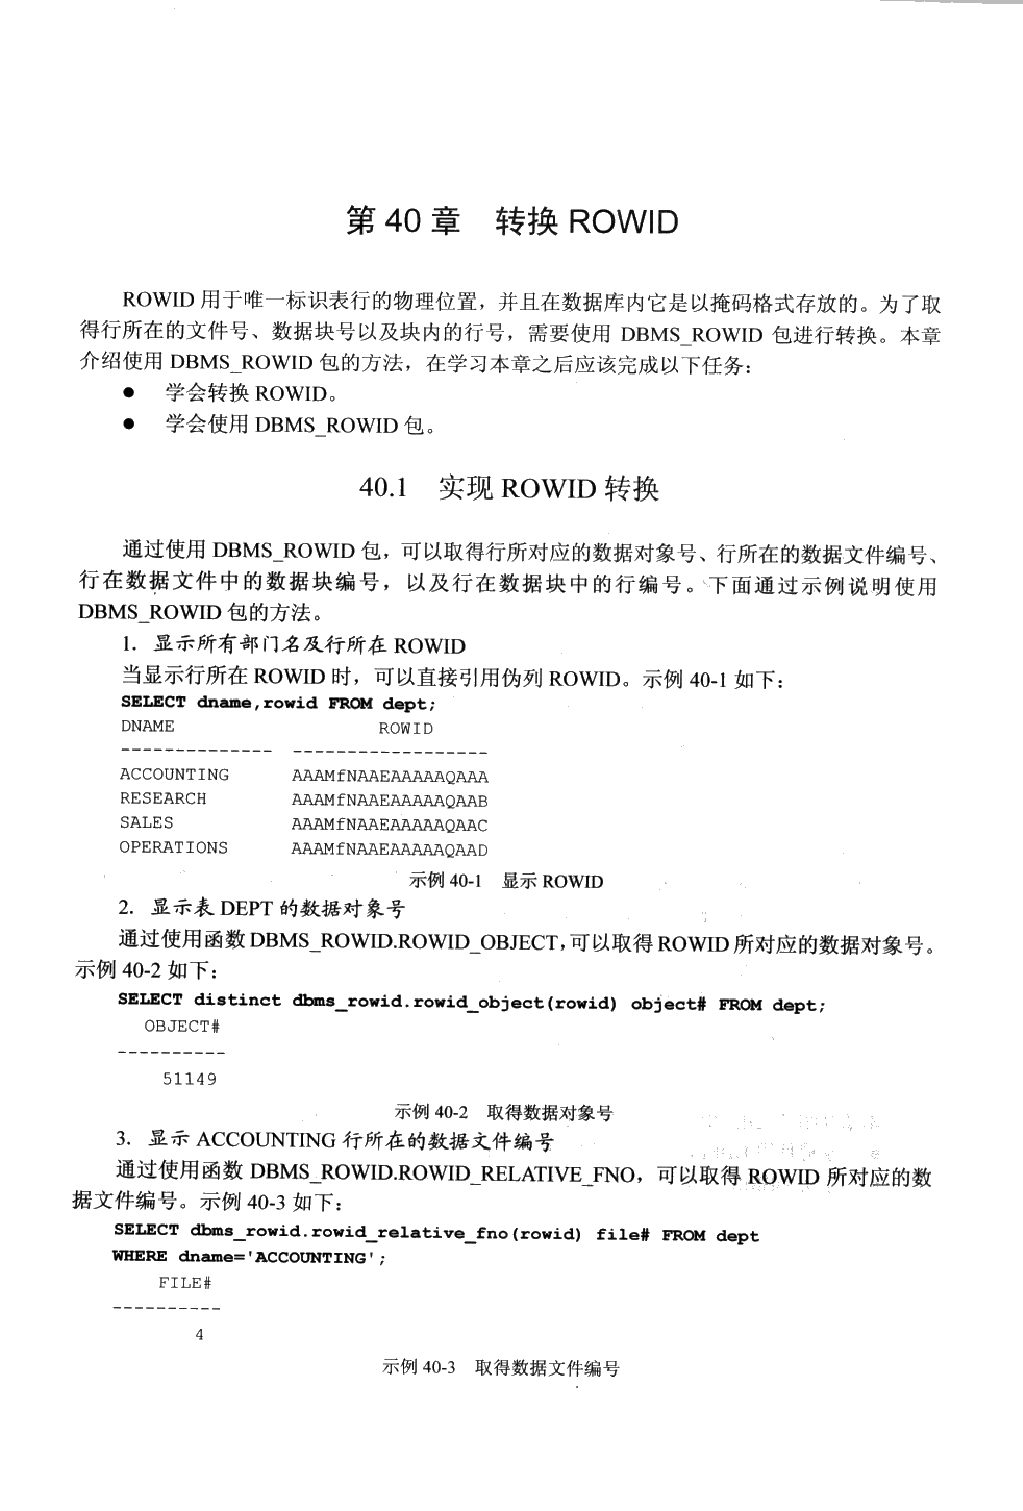 第 40 章 转换 ROWID
ROWID 用于唯一标识表行的物理位置，并且在数据库内它是以掩码格式存放的。为了取
得行所在的文件号、数据块号以及块内的行号，需要使用 DBMS_ROWID 包进行转换。本章
介绍使用 DBMS_ROWID 包的方法，在学习本章之后应该完成以下任务：
● 学会转换 ROWID。
● 学会使用 DBMS_ROWID 包。
40.1 实现 ROWID 转换
通过使用 DBMS_ROWID 包，可以取得行所对应的数据对象号、行所在的数据文件编号、
行在数据文件中的数据块编号，以及行在数据块中的行编号。下面通过示例说明使用
DBMS_ROWID 包的方法。
1. 显示所有部门名及行所在 ROWID
当显示行所在 ROWID 时，可以直接引用伪列 ROWID。示例 40-1 如下：
SELECT dname,rowid FROM dept;
DNAME ROWID
-------------- ------------------
ACCOUNTING AAAMfNAAEAAAAAQAAA
RESEARCH AAAMfNAAEAAAAAQAAB
SALES AAAMfNAAEAAAAAQAAC
OPERATIONS AAAMfNAAEAAAAAQAAD
示例 40-1 显示 ROWID
2. 显示表 DEPT 的数据对象号
通过使用函数 DBMS_ROWID.ROWID_OBJECT，可以取得 ROWID 所对应的数据对象号。
示例 40-2 如下：
SELECT distinct dbms_rowid.rowid_object(rowid) object# FROM dept;
OBJECT#
----------
51149
示例 40-2 取得数据对象号
3. 显示 ACCOUNTING 行所在的数据文件编号
通过使用函数 DBMS_ROWID.ROWID_RELATIVE_FNO，可以取得 ROWID 所对应的数
据文件编号。示例 40-3 如下：
SELECT dbms_rowid.rowid_relative_fno(rowid) file# FROM dept
WHERE dname='ACCOUNTING';
FILE#
----------
4
示例 40-3 取得数据文件编号